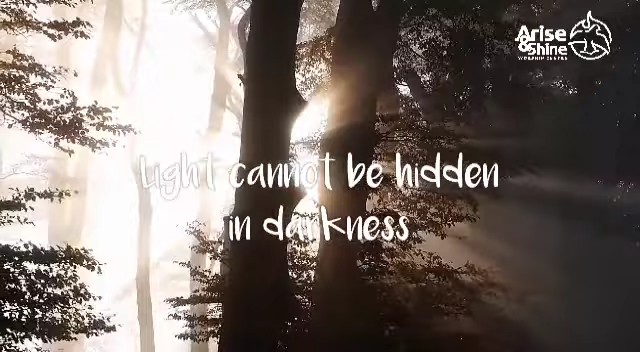 Arise
& Shine
WORSHIP CENTRE
Light cannot be hidden
in darkness